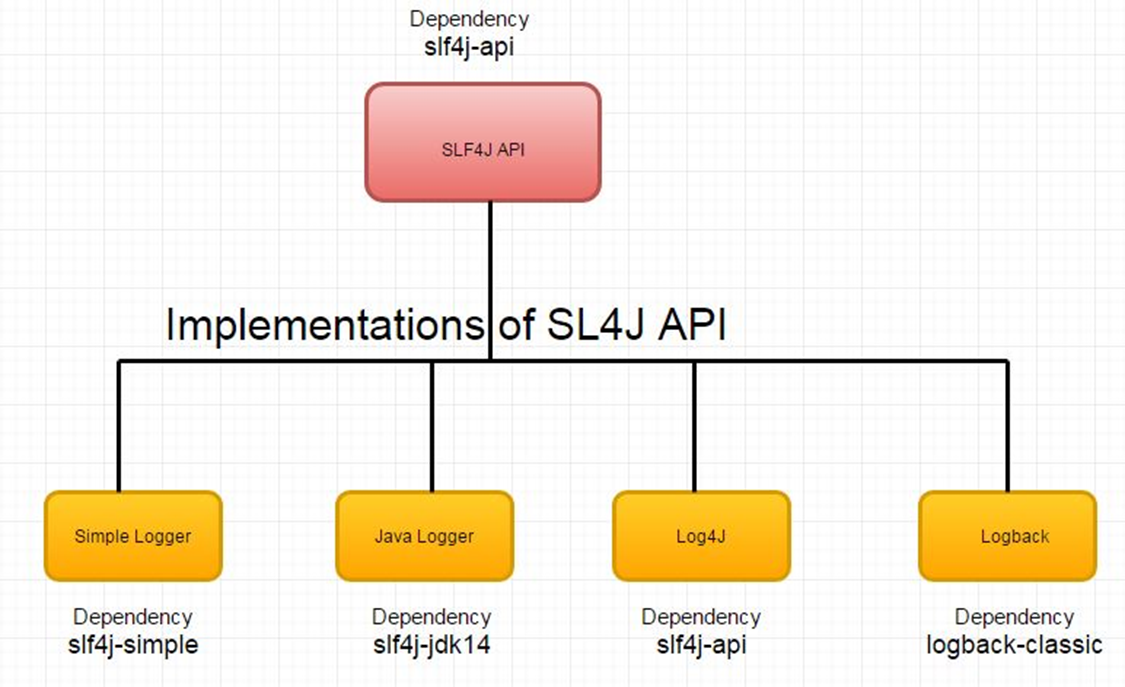 Dependency
slf4j-api
SLF4J API
Implementations of SL4J API
Simple Logger
Java Logger
Log4J
Logback
Dependency
slf4j-simple
Dependency
slf4j-jdk14
Dependency
slf4j-api
Dependency
logback-classic